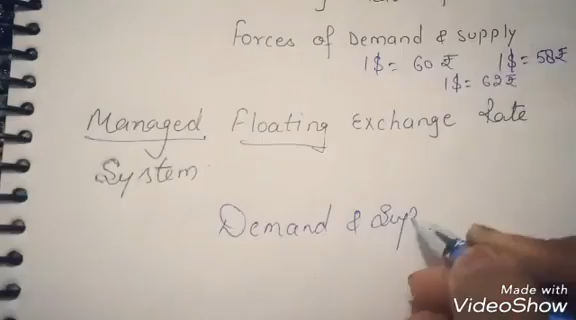 Forces of Demand & Supply
1$ = 60 ₹ 1$ = 58₹
1$ = 62₹
Managed Floating Exchange Rate
System
Demand & Sup
Made with
VideoShow